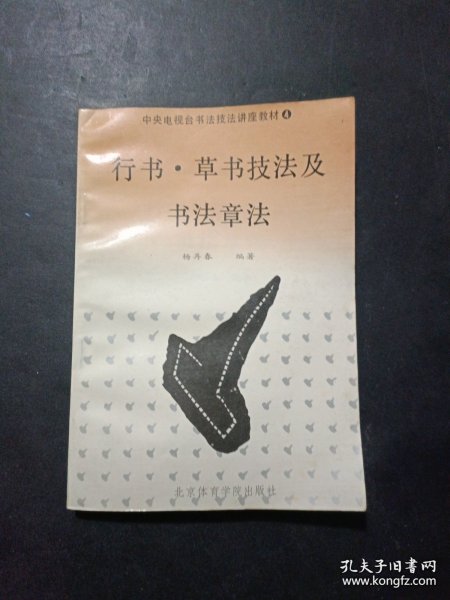 中央电视台书法技法讲座教材④
行书·草书技法及
书法章法
杨再春 编著
北京体育学院出版社
孔夫子旧书网
www.kongfz.com